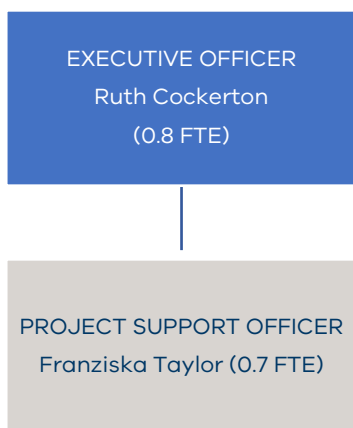 EXECUTIVE OFFICER
Ruth Cockerton
(0.8 FTE)
PROJECT SUPPORT OFFICER
Franziska Taylor (0.7 FTE)